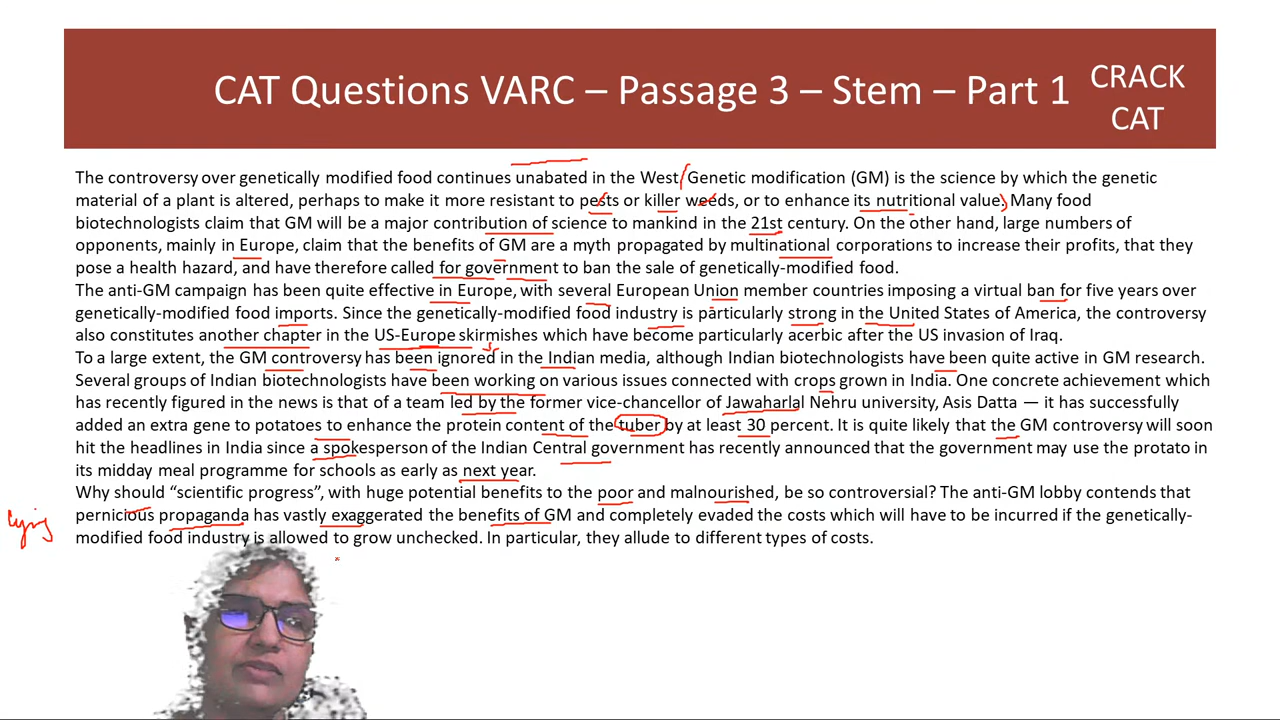 CAT Questions VARC – Passage 3 – Stem – Part 1
CRACK
CAT
The controversy over genetically modified food continues unabated in the West. Genetic modification (GM) is the science by which the genetic
material of a plant is altered, perhaps to make it more resistant to pests or killer weeds, or to enhance its nutritional value. Many food
biotechnologists claim that GM will be a major contribution of science to mankind in the 21st century. On the other hand, large numbers of
opponents, mainly in Europe, claim that the benefits of GM are a myth propagated by multinational corporations to increase their profits, that they
pose a health hazard, and have therefore called for government to ban the sale of genetically-modified food.
The anti-GM campaign has been quite effective in Europe, with several European Union member countries imposing a virtual ban for five years over
genetically-modified food imports. Since the genetically-modified food industry is particularly strong in the United States of America, the controversy
also constitutes another chapter in the US-Europe skirmishes which have become particularly acerbic after the US invasion of Iraq.
To a large extent, the GM controversy has been ignored in the Indian media, although Indian biotechnologists have been quite active in GM research.
Several groups of Indian biotechnologists have been working on various issues connected with crops grown in India. One concrete achievement which
has recently figured in the news is that of a team led by the former vice-chancellor of Jawaharlal Nehru university, Asis Datta — it has successfully
added an extra gene to potatoes to enhance the protein content of the tuber by at least 30 percent. It is quite likely that the GM controversy will soon
hit the headlines in India since a spokesperson of the Indian Central government has recently announced that the government may use the protato in
its midday meal programme for schools as early as next year.
Why should “scientific progress”, with huge potential benefits to the poor and malnourished, be so controversial? The anti-GM lobby contends that
pernicious propaganda has vastly exaggerated the benefits of GM and completely evaded the costs which will have to be incurred if the genetically-
modified food industry is allowed to grow unchecked. In particular, they allude to different types of costs.